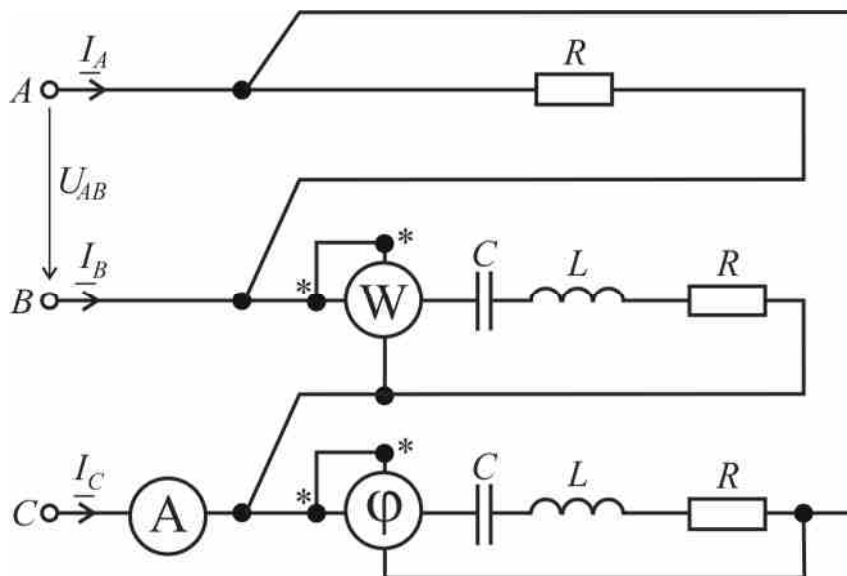 I_A
R
A
U_AB
I_B
* C L R
B * W
I_C
* C L R
C A * φ